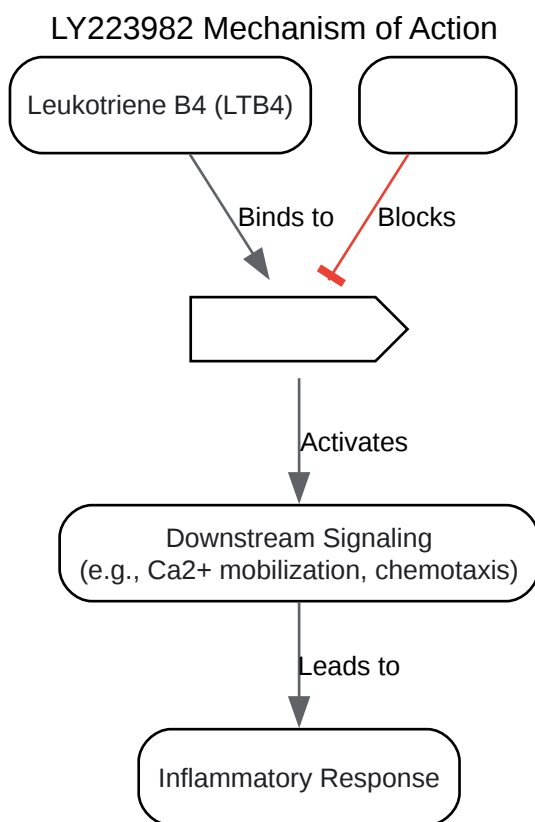 LY223982 Mechanism of Action
Leukotriene B4 (LTB4)
Binds to
Blocks
Activates
Downstream Signaling
(e.g., Ca2+ mobilization, chemotaxis)
Leads to
Inflammatory Response